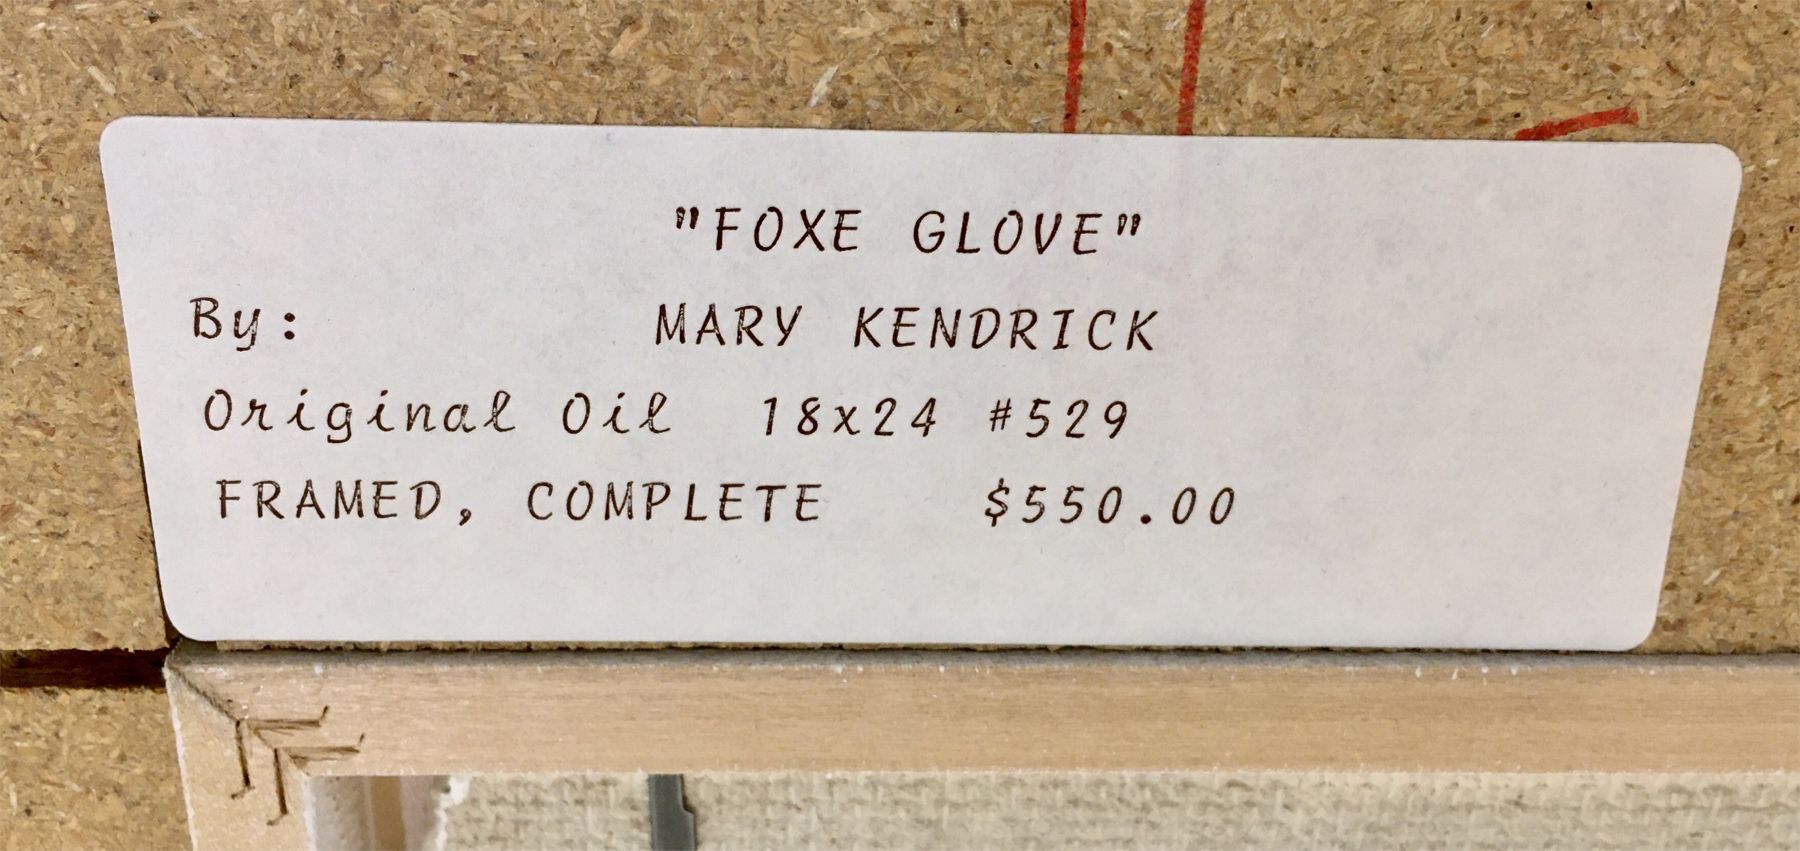 "FOXE GLOVE"
By: MARY KENDRICK
Original Oil 18x24 #529
FRAMED, COMPLETE $550.00